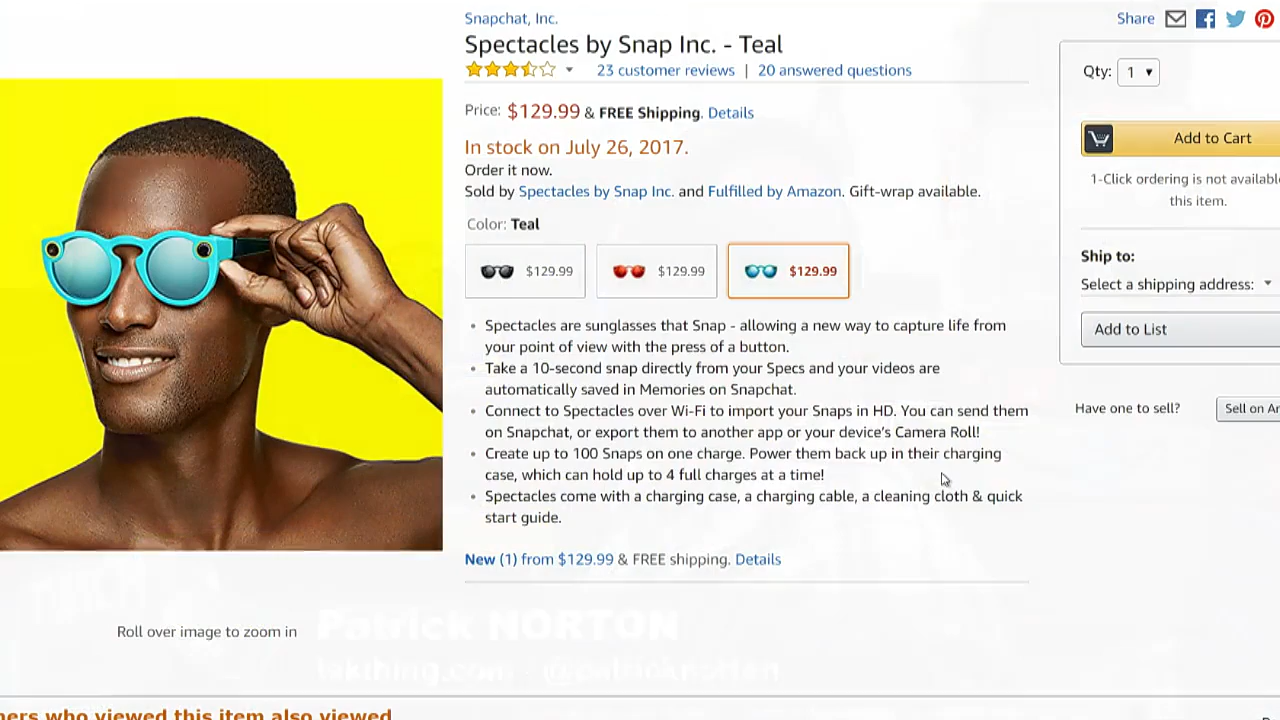 Snapchat, Inc.
Share
Spectacles by Snap Inc. - Teal
23 customer reviews | 20 answered questions
Qty: 1
Price: $129.99 & FREE Shipping. Details
In stock on July 26, 2017.
Add to Cart
Order it now.
1-Click ordering is not available
this item.
Sold by Spectacles by Snap Inc. and Fulfilled by Amazon. Gift-wrap available.
Color: Teal
Ship to:
Select a shipping address:
$129.99 $129.99 $129.99
Add to List
Spectacles are sunglasses that Snap - allowing a new way to capture life from
your point of view with the press of a button.
Take a 10-second snap directly from your Specs and your videos are
automatically saved in Memories on Snapchat.
Have one to sell?
Sell on
Connect to Spectacles over Wi-Fi to import your Snaps in HD. You can send them
on Snapchat, or export them to another app or your device's Camera Roll!
Create up to 100 Snaps on one charge. Power them back up in their charging
case, which can hold up to 4 full charges at a time!
Spectacles come with a charging case, a charging cable, a cleaning cloth & quick
start guide.
New (1) from $129.99 & FREE shipping. Details
Roll over image to zoom in
Patrick NORTON
@patricknorton
who viewed this item also viewed